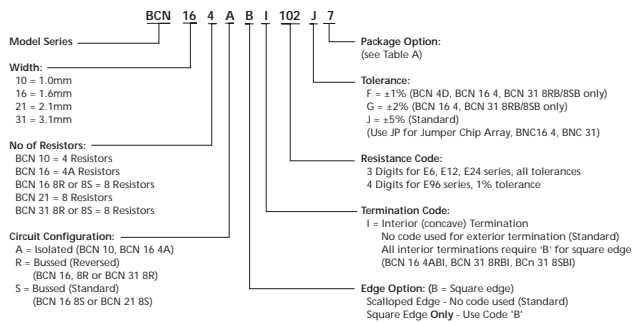 BCN 16 4 A B I 102 J 7
Model Series
Width:
10 = 1.0mm
16 = 1.6mm
21 = 2.1mm
31 = 3.1mm
No of Resistors:
BCN 10 = 4 Resistors
BCN 16 = 4A Resistors
BCN 16 8R or 8S = 8 Resistors
BCN 21 = 8 Resistors
BCN 31 8R or 8S = 8 Resistors
Circuit Configuration:
A = Isolated (BCN 10, BCN 16 4A)
R = Bussed (Reversed)
(BCN 16, 8R or BCN 31 8R)
S = Bussed (Standard)
(BCN 16 8S or BCN 21 8S)
Package Option:
(see Table A)
Tolerance:
F = ±1% (BCN 4D, BCN 16 4, BCN 31 8RB/8SB only)
G = ±2% (BCN 16 4, BCN 31 8RB/8SB only)
J = ±5% (Standard)
(Use JP for Jumper Chip Array, BNC16 4, BNC 31)
Resistance Code:
3 Digits for E6, E12, E24 series, all tolerances
4 Digits for E96 series, 1% tolerance
Termination Code:
I = Interior (concave) Termination
No code used for exterior termination (Standard)
All interior terminations require 'B' for square edge
(BCN 16 4ABI, BCN 31 8RBI, BCn 31 8SBI)
Edge Option: (B = Square edge)
Scalloped Edge - No code used (Standard)
Square Edge Only - Use Code 'B'